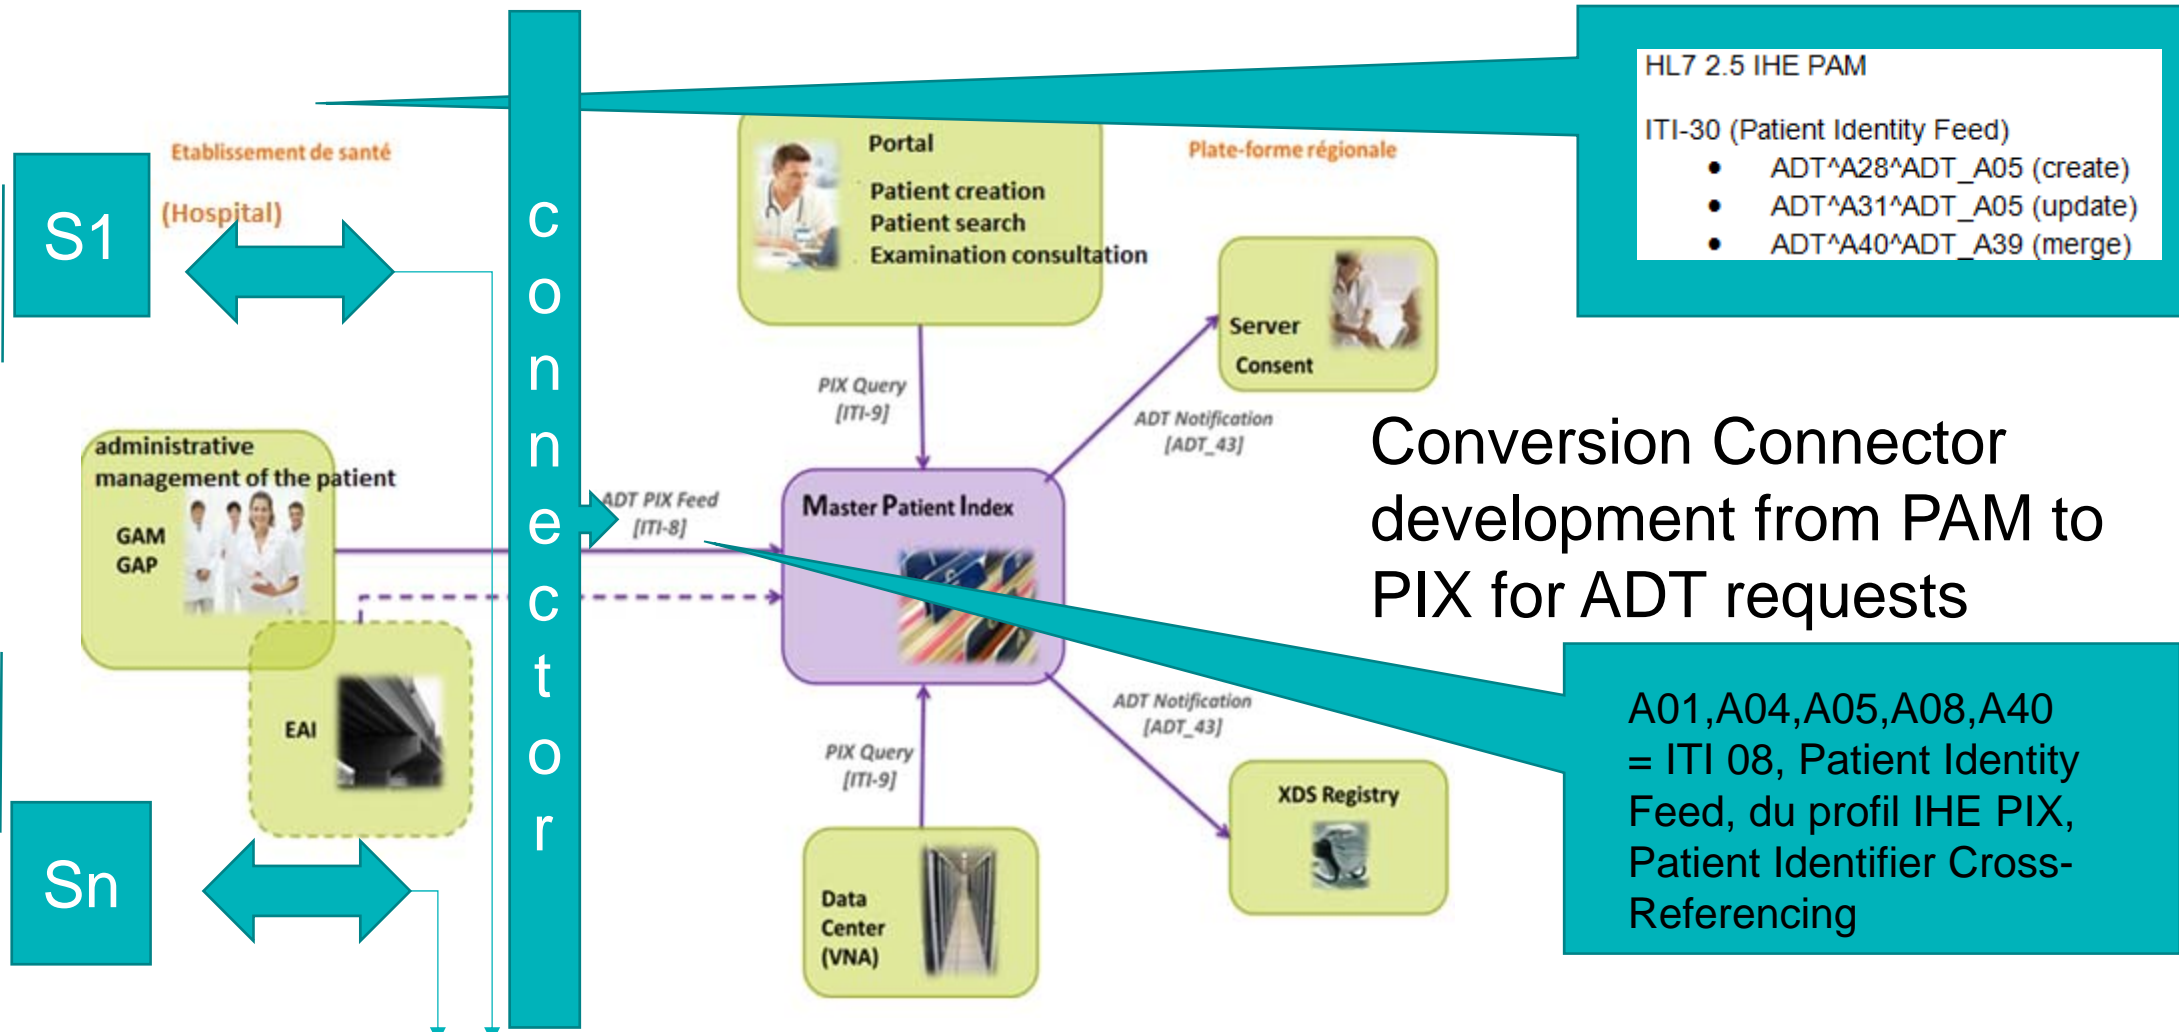 HL7 2.5 IHE PAM
ITI-30 (Patient Identity Feed)
• ADT^A28^ADT_A05 (create)
• ADT^A31^ADT_A05 (update)
• ADT^A40^ADT_A39 (merge)
Etablissement de santé
(Hospital)
S1
connector
Portal
Patient creation
Patient search
Examination consultation
Plate-forme régionale
Server
Consent
PIX Query
[ITI-9]
ADT Notification
[ADT_43]
Conversion Connector
development from PAM to
PIX for ADT requests
administrative
management of the patient
GAM
GAP
ADT PIX Feed
[ITI-8]
Master Patient Index
EAI
PIX Query
[ITI-9]
ADT Notification
[ADT_43]
XDS Registry
Data
Center
(VNA)
Sn
A01,A04,A05,A08,A40
= ITI 08, Patient Identity
Feed, du profil IHE PIX,
Patient Identifier Cross-
Referencing